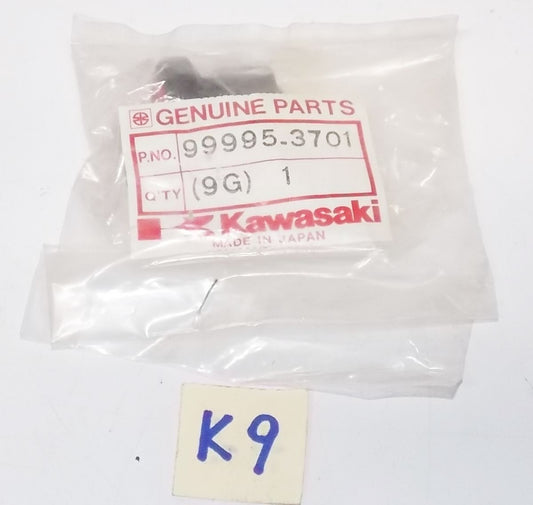 GENUINE PARTS
P.NO. 99995-3701
Q'TY (9G) 1
Kawasaki
MADE IN JAPAN
K9